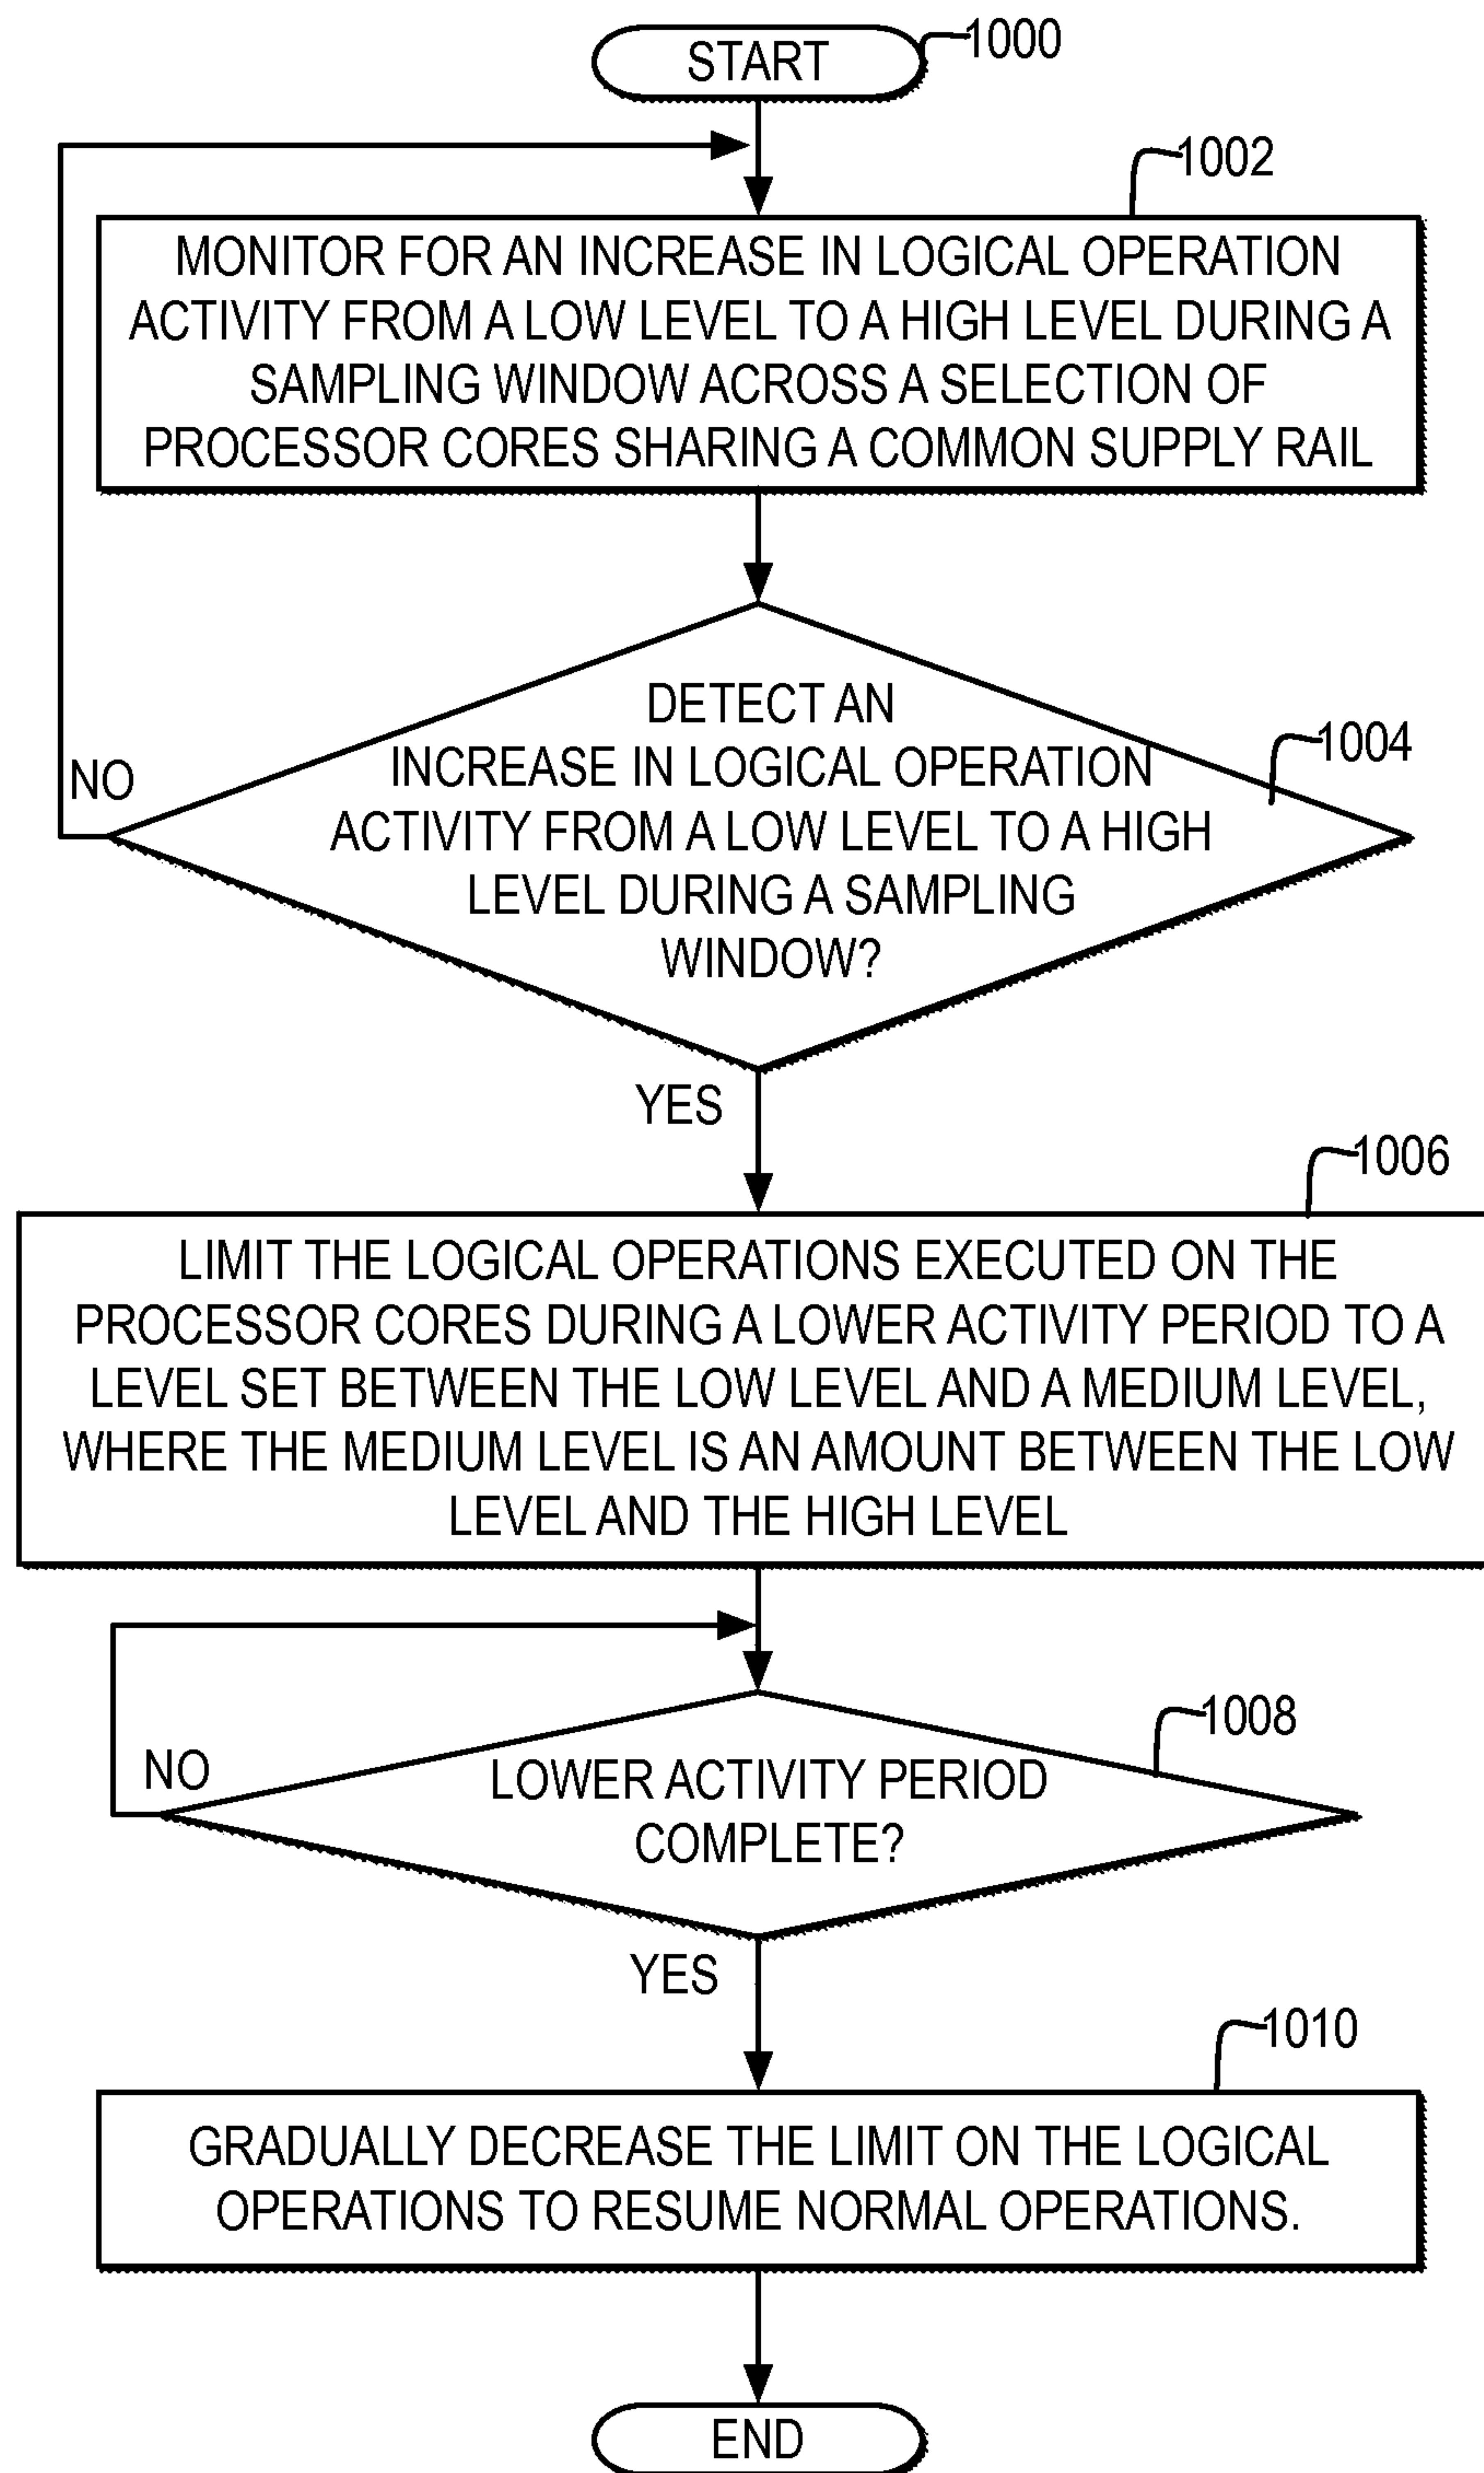 START
1000
1002
MONITOR FOR AN INCREASE IN LOGICAL OPERATION
ACTIVITY FROM A LOW LEVEL TO A HIGH LEVEL DURING A
SAMPLING WINDOW ACROSS A SELECTION OF
PROCESSOR CORES SHARING A COMMON SUPPLY RAIL
DETECT AN
INCREASE IN LOGICAL OPERATION
ACTIVITY FROM A LOW LEVEL TO A HIGH
LEVEL DURING A SAMPLING
WINDOW?
1004
NO
YES
1006
LIMIT THE LOGICAL OPERATIONS EXECUTED ON THE
PROCESSOR CORES DURING A LOWER ACTIVITY PERIOD TO A
LEVEL SET BETWEEN THE LOW LEVEL AND A MEDIUM LEVEL,
WHERE THE MEDIUM LEVEL IS AN AMOUNT BETWEEN THE LOW
LEVEL AND THE HIGH LEVEL
1008
NO
LOWER ACTIVITY PERIOD
COMPLETE?
YES
1010
GRADUALLY DECREASE THE LIMIT ON THE LOGICAL
OPERATIONS TO RESUME NORMAL OPERATIONS.
END